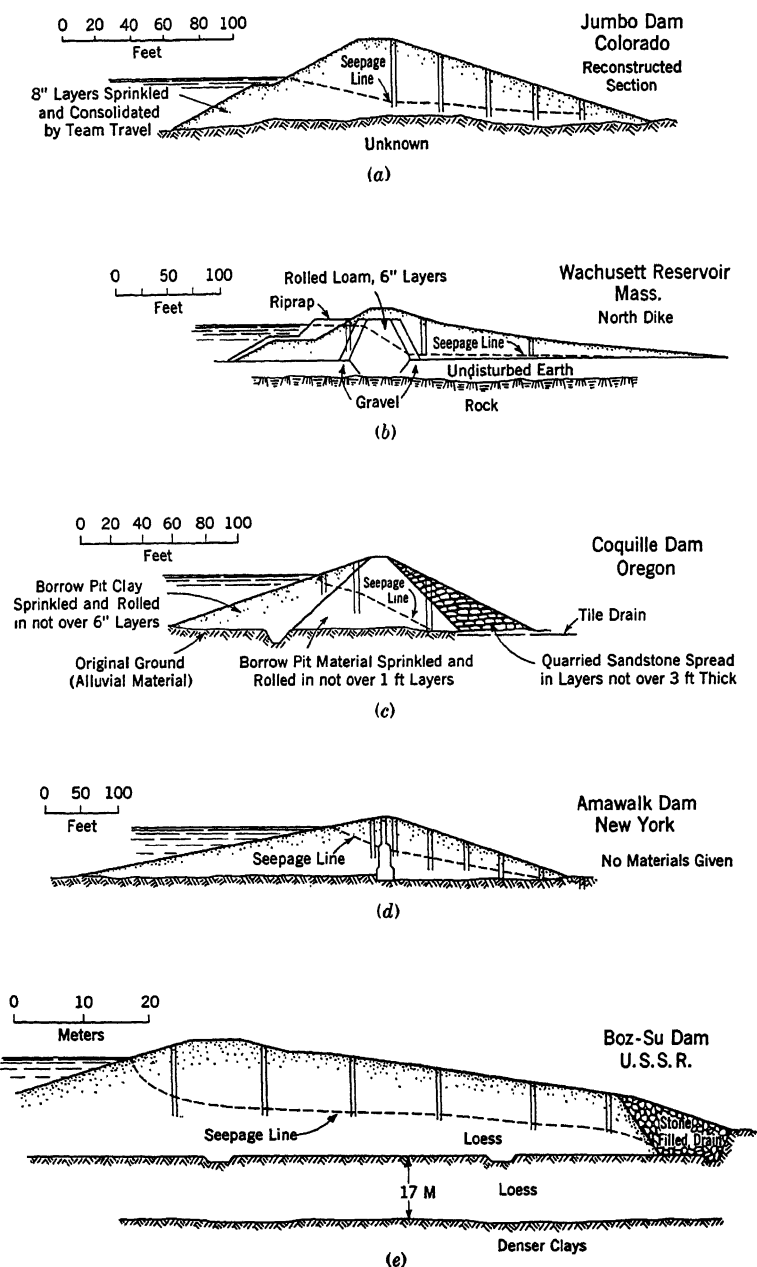 0 20 40 60 80 100
Feet
Jumbo Dam
Colorado
Reconstructed
Section
Seepage
Line
8" Layers Sprinkled
and Consolidated
by Team Travel
Unknown
(a)
0 50 100
Feet
Rolled Loam, 6" Layers
Riprap
Wachusett Reservoir
Mass.
North Dike
Seepage Line
Undisturbed Earth
Gravel
Rock
(b)
0 20 40 60 80 100
Feet
Coquille Dam
Oregon
Borrow Pit Clay
Sprinkled and Rolled
in not over 6" Layers
Seepage
Line
Tile Drain
Original Ground
(Alluvial Material)
Borrow Pit Material Sprinkled and
Rolled in not over 1 ft Layers
Quarried Sandstone Spread
in Layers not over 3 ft Thick
(c)
0 50 100
Feet
Amawalk Dam
New York
Seepage Line
No Materials Given
(d)
0 10 20
Meters
Boz-Su Dam
U.S.S.R.
Seepage Line
Loess
Stone
Filled Drain
17 M
Loess
Denser Clays
(e)